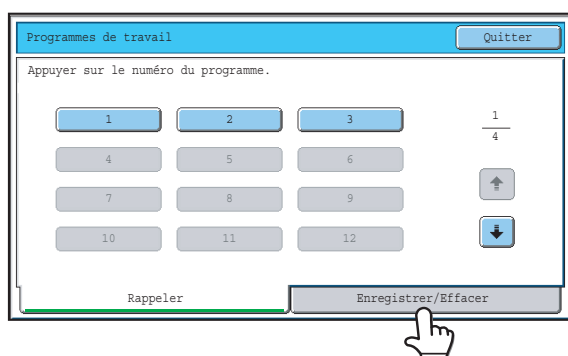 Programmes de travail Quitter
Appuyer sur le numéro du programme.
1 2 3
1
4
4 5 6
7 8 9
10 11 12
Rappeler Enregistrer/Effacer